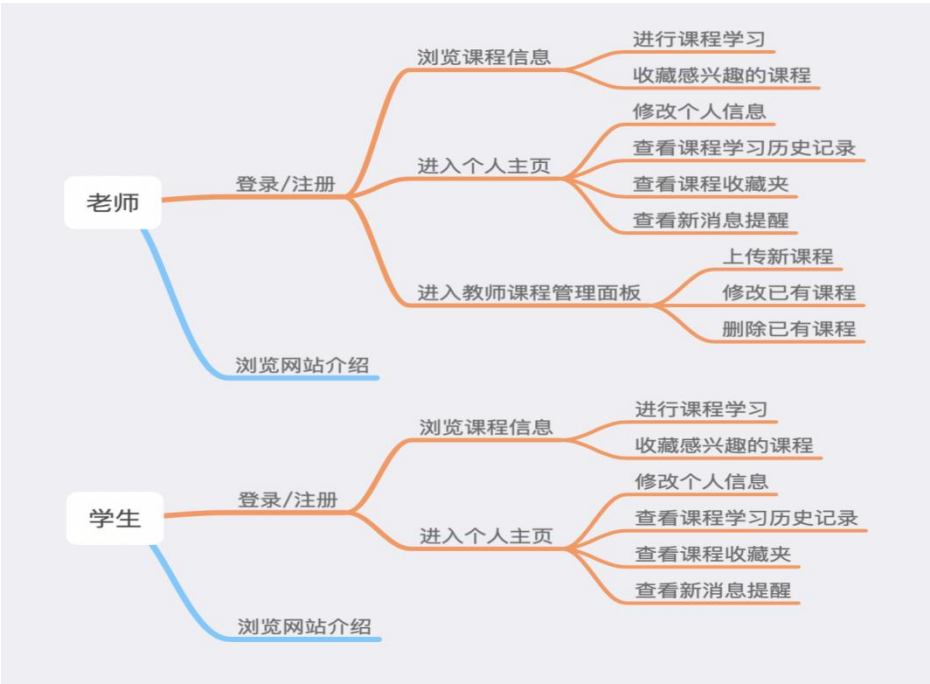 老师
登录/注册
浏览课程信息
进行课程学习
收藏感兴趣的课程
进入个人主页
修改个人信息
查看课程学习历史记录
查看课程收藏夹
查看新消息提醒
进入教师课程管理面板
上传新课程
修改已有课程
删除已有课程
浏览网站介绍
学生
登录/注册
浏览课程信息
进行课程学习
收藏感兴趣的课程
进入个人主页
修改个人信息
查看课程学习历史记录
查看课程收藏夹
查看新消息提醒
浏览网站介绍